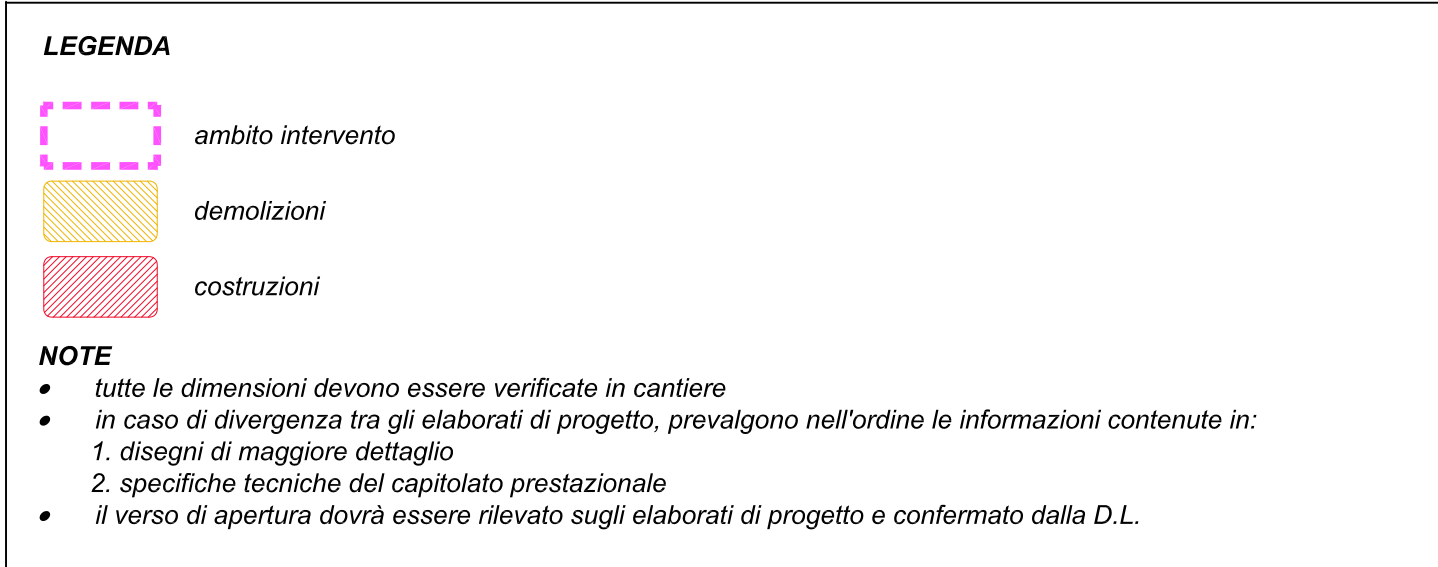 LEGENDA
ambito intervento
demolizioni
costruzioni
NOTE
● tutte le dimensioni devono essere verificate in cantiere
● in caso di divergenza tra gli elaborati di progetto, prevalgono nell'ordine le informazioni contenute in:
1. disegni di maggiore dettaglio
2. specifiche tecniche del capitolato prestazionale
● il verso di apertura dovrà essere rilevato sugli elaborati di progetto e confermato dalla D.L.